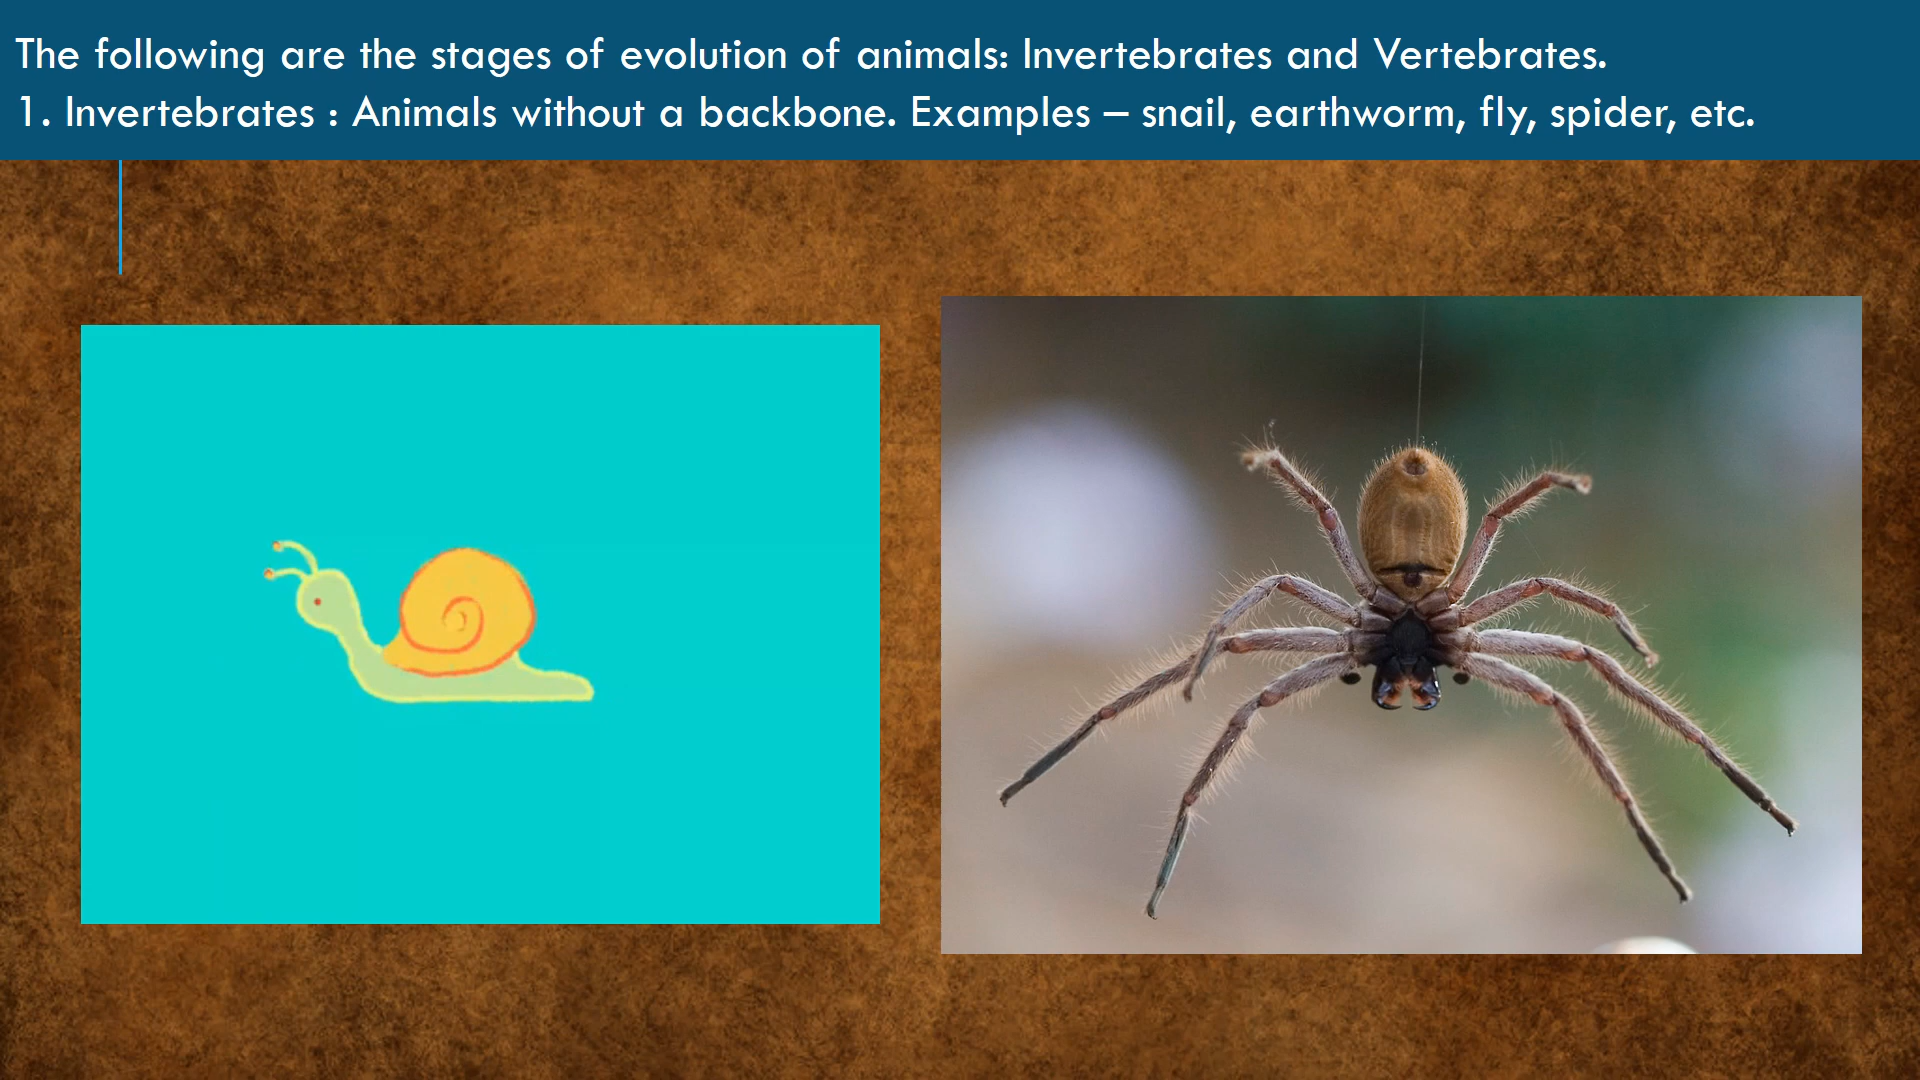 The following are the stages of evolution of animals: Invertebrates and Vertebrates.
1. Invertebrates : Animals without a backbone. Examples – snail, earthworm, fly, spider, etc.